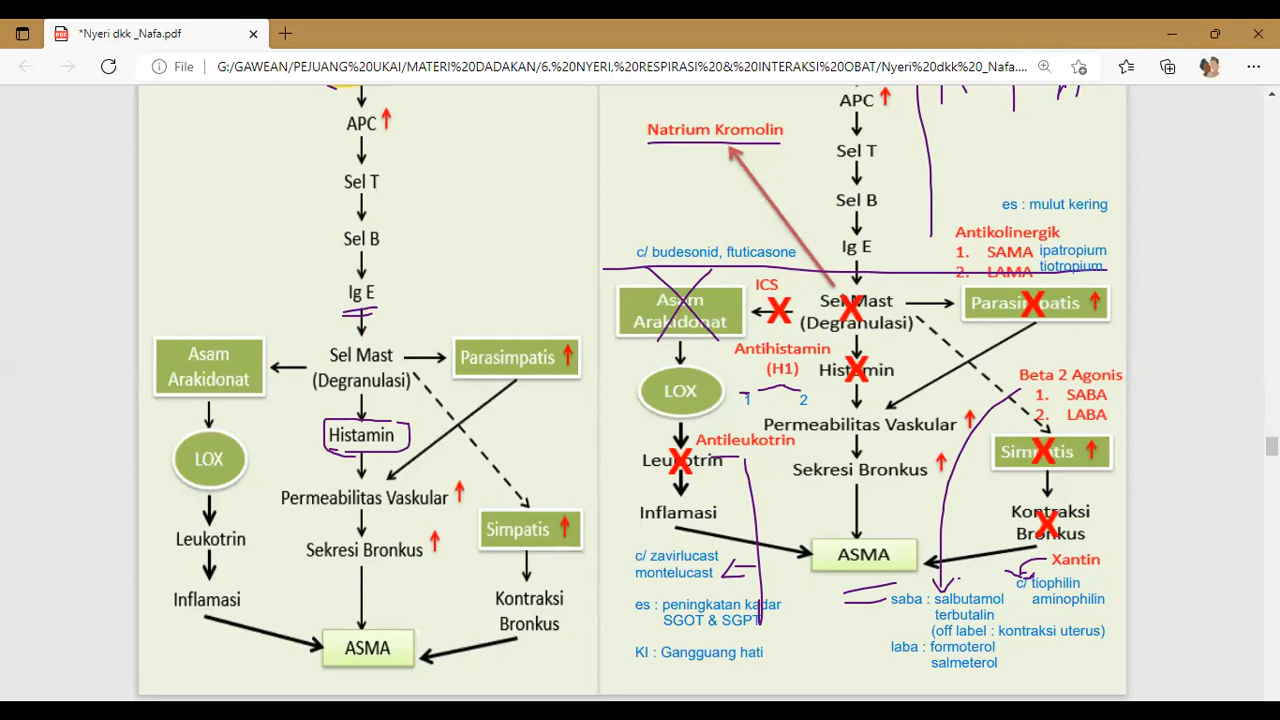 *Nyeri dkk _Nafa.pdf
File
G:/GAWEAN/PEJUANG%20UKAI/MATERI%20DADAKAN/6.%20NYERI,%20RESPIRASI%20&%20INTERAKSI%20OBAT/Nyeri%20dkk%20_Nafa....
APC
Sel T
Sel B
Ig E
Asam
Arakidonat
Sel Mast
(Degranulasi)
Parasimpatis
Histamin
LOX
Permeabilitas Vaskular
Simpatis
Leukotrin
Sekresi Bronkus
Inflamasi
Kontraksi
Bronkus
ASMA
APC
Natrium Kromolin
Sel T
Sel B
es : mulut kering
Antikolinergik
Ig E
1. SAMA ipatropium
c/ budesonid, ftuticasone
2. LAMA tiotropium
ICS
Asam
Arakidonat
Sel Mast
(Degranulasi)
Parasimpatis
Antihistamin
(H1)
Histamin
1 2
Beta 2 Agonis
1. SABA
2. LABA
LOX
Permeabilitas Vaskular
Antileukotrin
Leukotrin
Sekresi Bronkus
Simpatis
Inflamasi
Kontraksi
Bronkus
ASMA
Xantin
c/ zavirlucast
montelucast
c/ tiophilin
aminophilin
saba : salbutamol
terbutalin
es : peningkatan kadar
SGOT & SGPT
(off label : kontraksi uterus)
laba : formoterol
salmeterol
KI : Gangguang hati